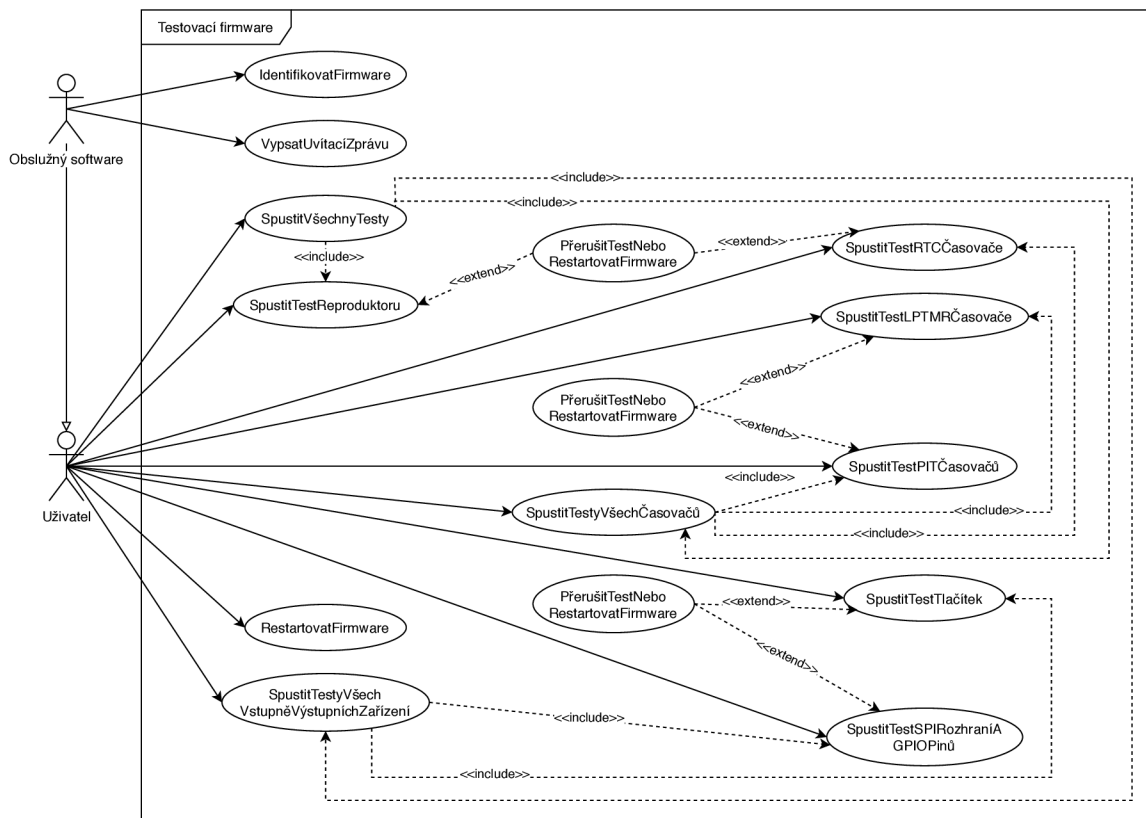 Testovací firmware
IdentifikovatFirmware
VypsatUvítacíZprávu
Obslužný software
<<include>>
<<include>>
SpustitVšechnyTesty
<<include>>
PřerušitTestNebo
RestartovatFirmware
<<extend>>
<<extend>>
SpustitTestRTCČasovače
SpustitTestReproduktoru
SpustitTestLPTMRČasovače
<<extend>>
PřerušitTestNebo
RestartovatFirmware
<<extend>>
SpustitTestPITČasovačů
<<include>>
Uživatel
SpustitTestyVšechČasovačů
<<include>>
<<include>>
PřerušitTestNebo
RestartovatFirmware
<<extend>>
SpustitTestTlačítek
RestartovatFirmware
<<extend>>
SpustitTestyVšech
VstupněVýstupníchZařízení
<<include>>
SpustitTestSPIRozhraníA
GPIOPinů
<<include>>